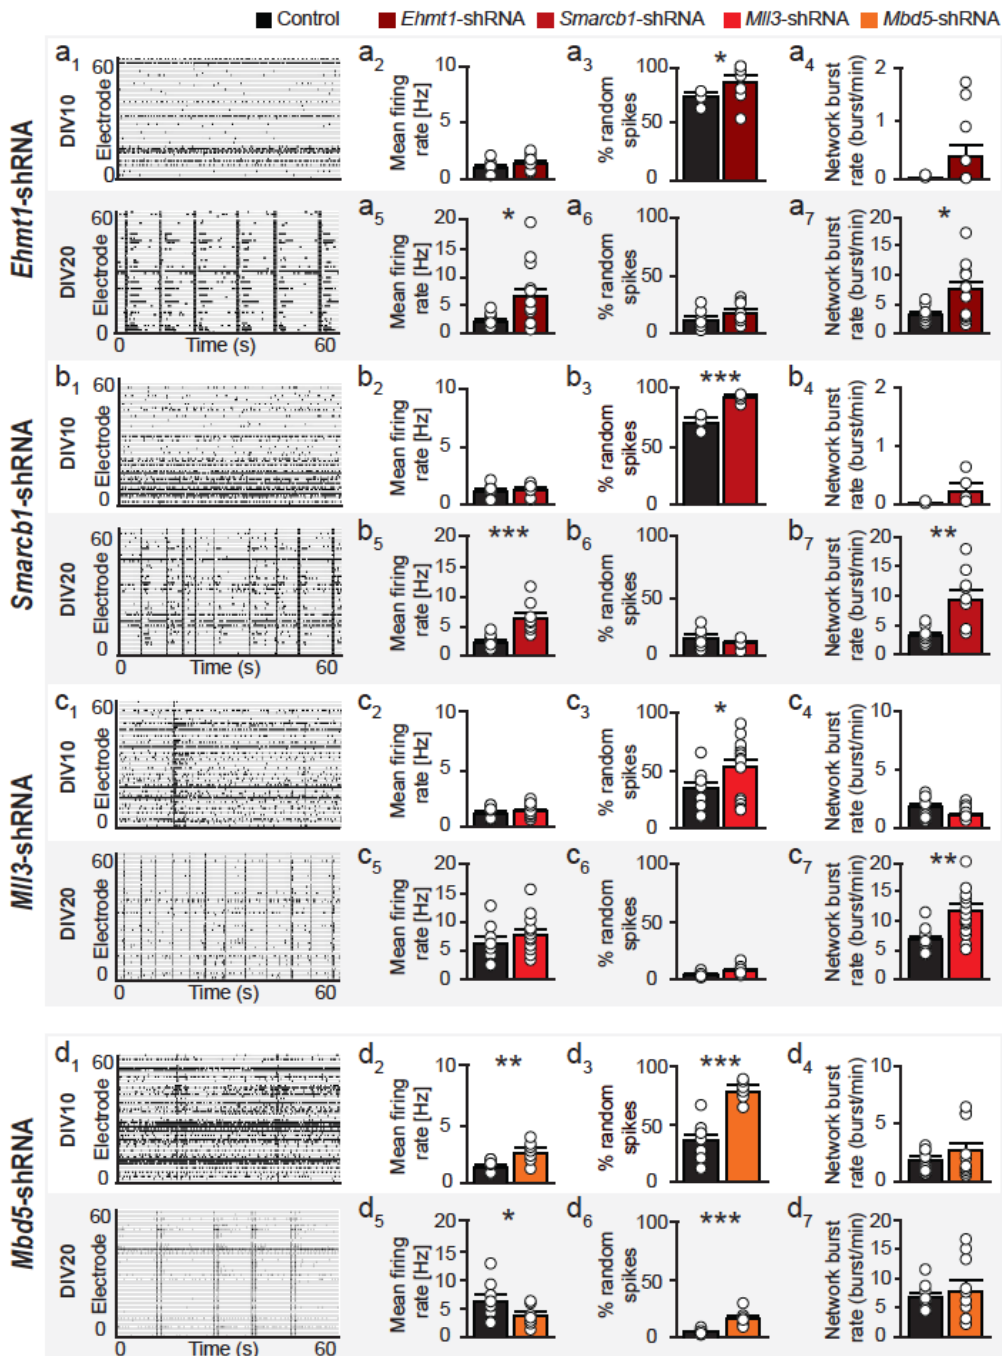 Control Ehmt1-shRNA Smarcb1-shRNA Mll3-shRNA Mbd5-shRNA
Ehmt1-shRNA
DIV10
a1
60
Electrode
0
a2
Mean firing
rate [Hz]
10
5
0
a3
*
% random
spikes
100
50
0
a4
Network burst
rate (burst/min)
2
1
0
DIV20
60
Electrode
0
0 Time (s) 60
a5
*
Mean firing
rate [Hz]
20
15
10
5
0
a6
% random
spikes
100
50
0
a7
*
Network burst
rate (burst/min)
20
15
10
5
0
Smarcb1-shRNA
DIV10
b1
60
Electrode
0
b2
Mean firing
rate [Hz]
10
5
0
b3
***
% random
spikes
100
50
0
b4
Network burst
rate (burst/min)
2
1
0
DIV20
60
Electrode
0
0 Time (s) 60
b5
***
Mean firing
rate [Hz]
20
15
10
5
0
b6
% random
spikes
100
50
0
b7
**
Network burst
rate (burst/min)
20
15
10
5
0
Mll3-shRNA
DIV10
c1
60
Electrode
0
c2
Mean firing
rate [Hz]
10
5
0
c3
*
% random
spikes
100
50
0
c4
Network burst
rate (burst/min)
10
5
0
DIV20
60
Electrode
0
0 Time (s) 60
c5
Mean firing
rate [Hz]
20
15
10
5
0
c6
% random
spikes
100
50
0
c7
**
Network burst
rate (burst/min)
20
15
10
5
0
Mbd5-shRNA
DIV10
d1
60
Electrode
0
d2
**
Mean firing
rate [Hz]
10
5
0
d3
***
% random
spikes
100
50
0
d4
Network burst
rate (burst/min)
10
5
0
DIV20
60
Electrode
0
0 Time (s) 60
d5
*
Mean firing
rate [Hz]
20
15
10
5
0
d6
***
% random
spikes
100
50
0
d7
Network burst
rate (burst/min)
20
15
10
5
0